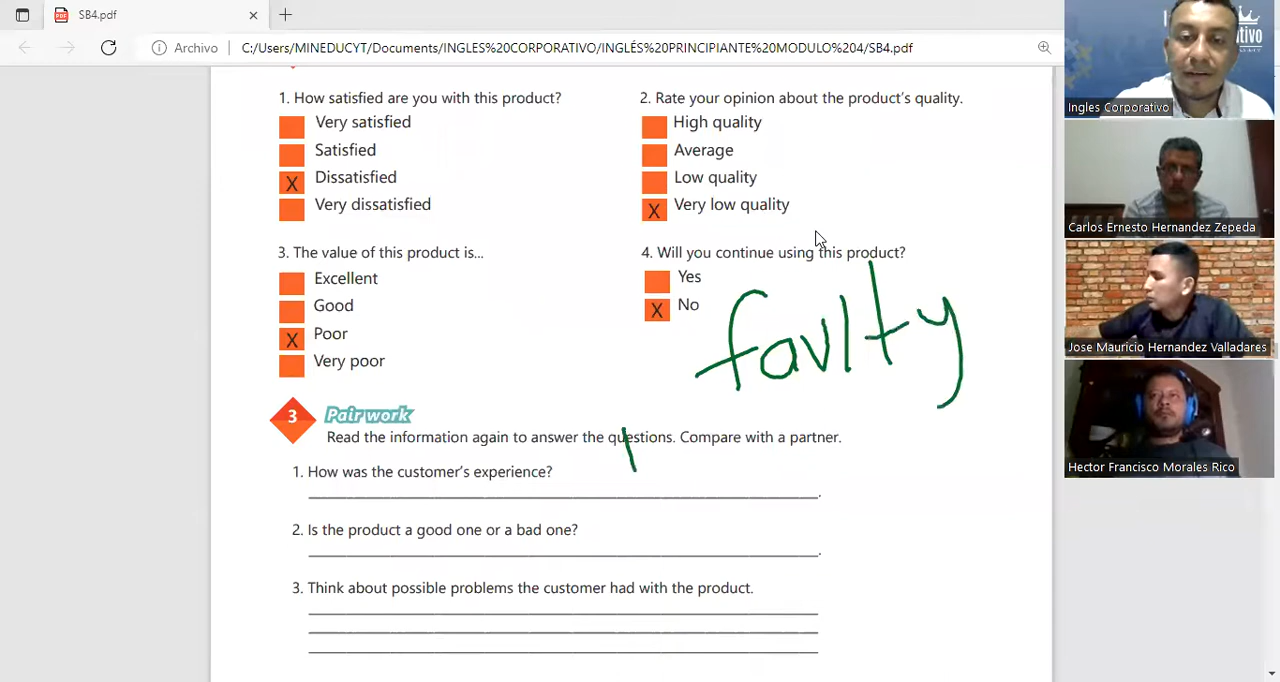 SB4.pdf
Archivo
C:/Users/MINEDUCYT/Documents/INGLES%20CORPORATIVO/INGLÉS%20PRINCIPIANTE%20MODULO%204/SB4.pdf
1. How satisfied are you with this product?
Very satisfied
Satisfied
X Dissatisfied
Very dissatisfied
2. Rate your opinion about the product's quality.
High quality
Average
Low quality
X Very low quality
3. The value of this product is...
Excellent
Good
X Poor
Very poor
4. Will you continue using this product?
Yes
X No
faulty
3 Pair work
Read the information again to answer the questions. Compare with a partner.
1. How was the customer's experience?
2. Is the product a good one or a bad one?
3. Think about possible problems the customer had with the product.
Ingles Corporativo
Carlos Ernesto Hernandez Zepeda
Jose Mauricio Hernandez Valladares
Hector Francisco Morales Rico